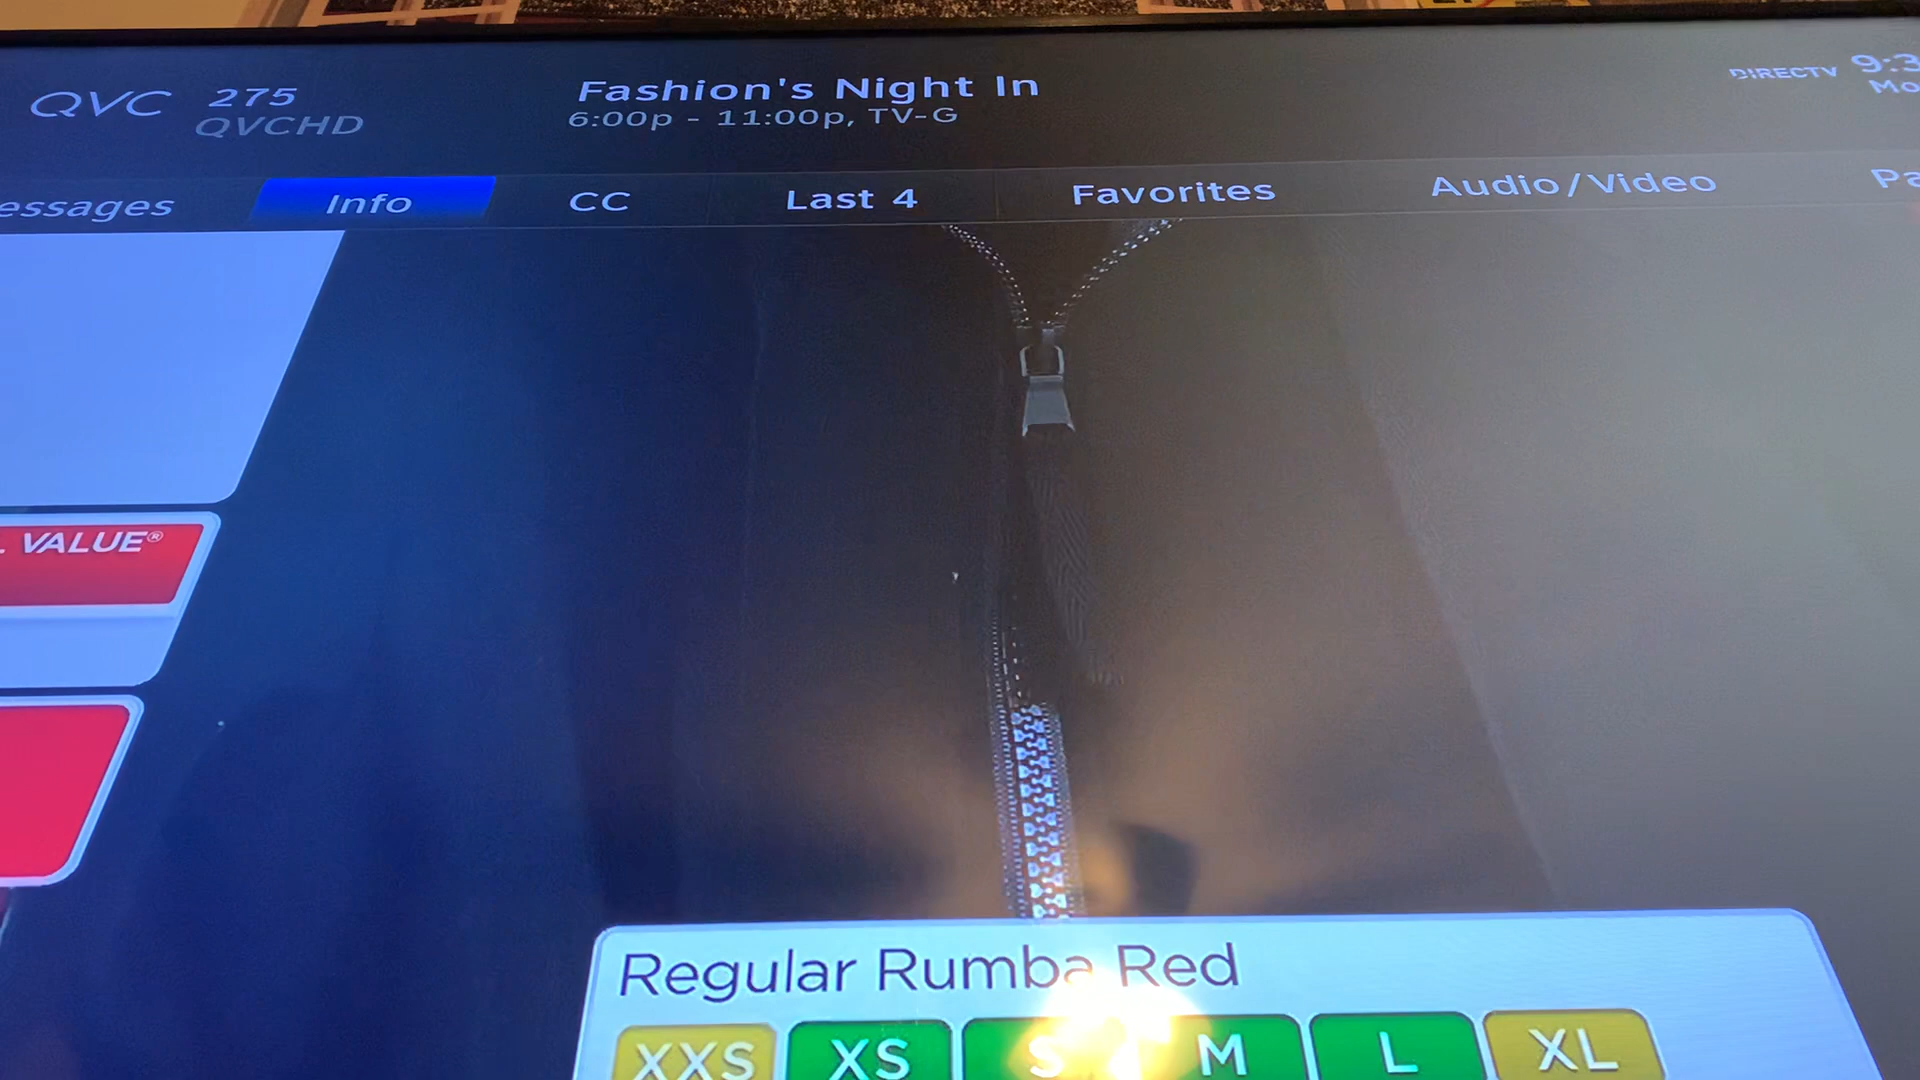 QVC 275 Fashion's Night In DIRECTV
QVCHD 6:00p - 11:00p, TV-G
Info CC Last 4 Favorites Audio/Video
VALUE®
Regular Rumba Red
XXS XS S M L XL